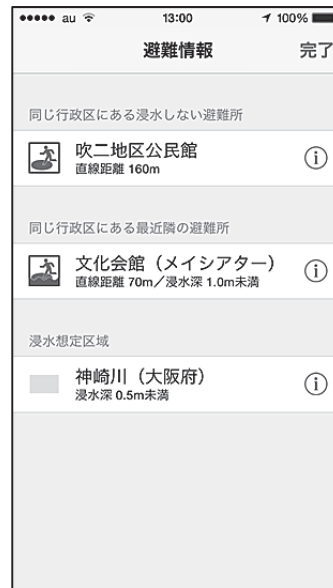 au 13:00 100%
避難情報 完了
同じ行政区にある浸水しない避難所
吹二地区公民館
直線距離 160m
同じ行政区にある最近隣の避難所
文化会館(メイシアター)
直線距離 70m/浸水深 1.0m未満
浸水想定区域
神崎川(大阪府)
浸水深 0.5m未満